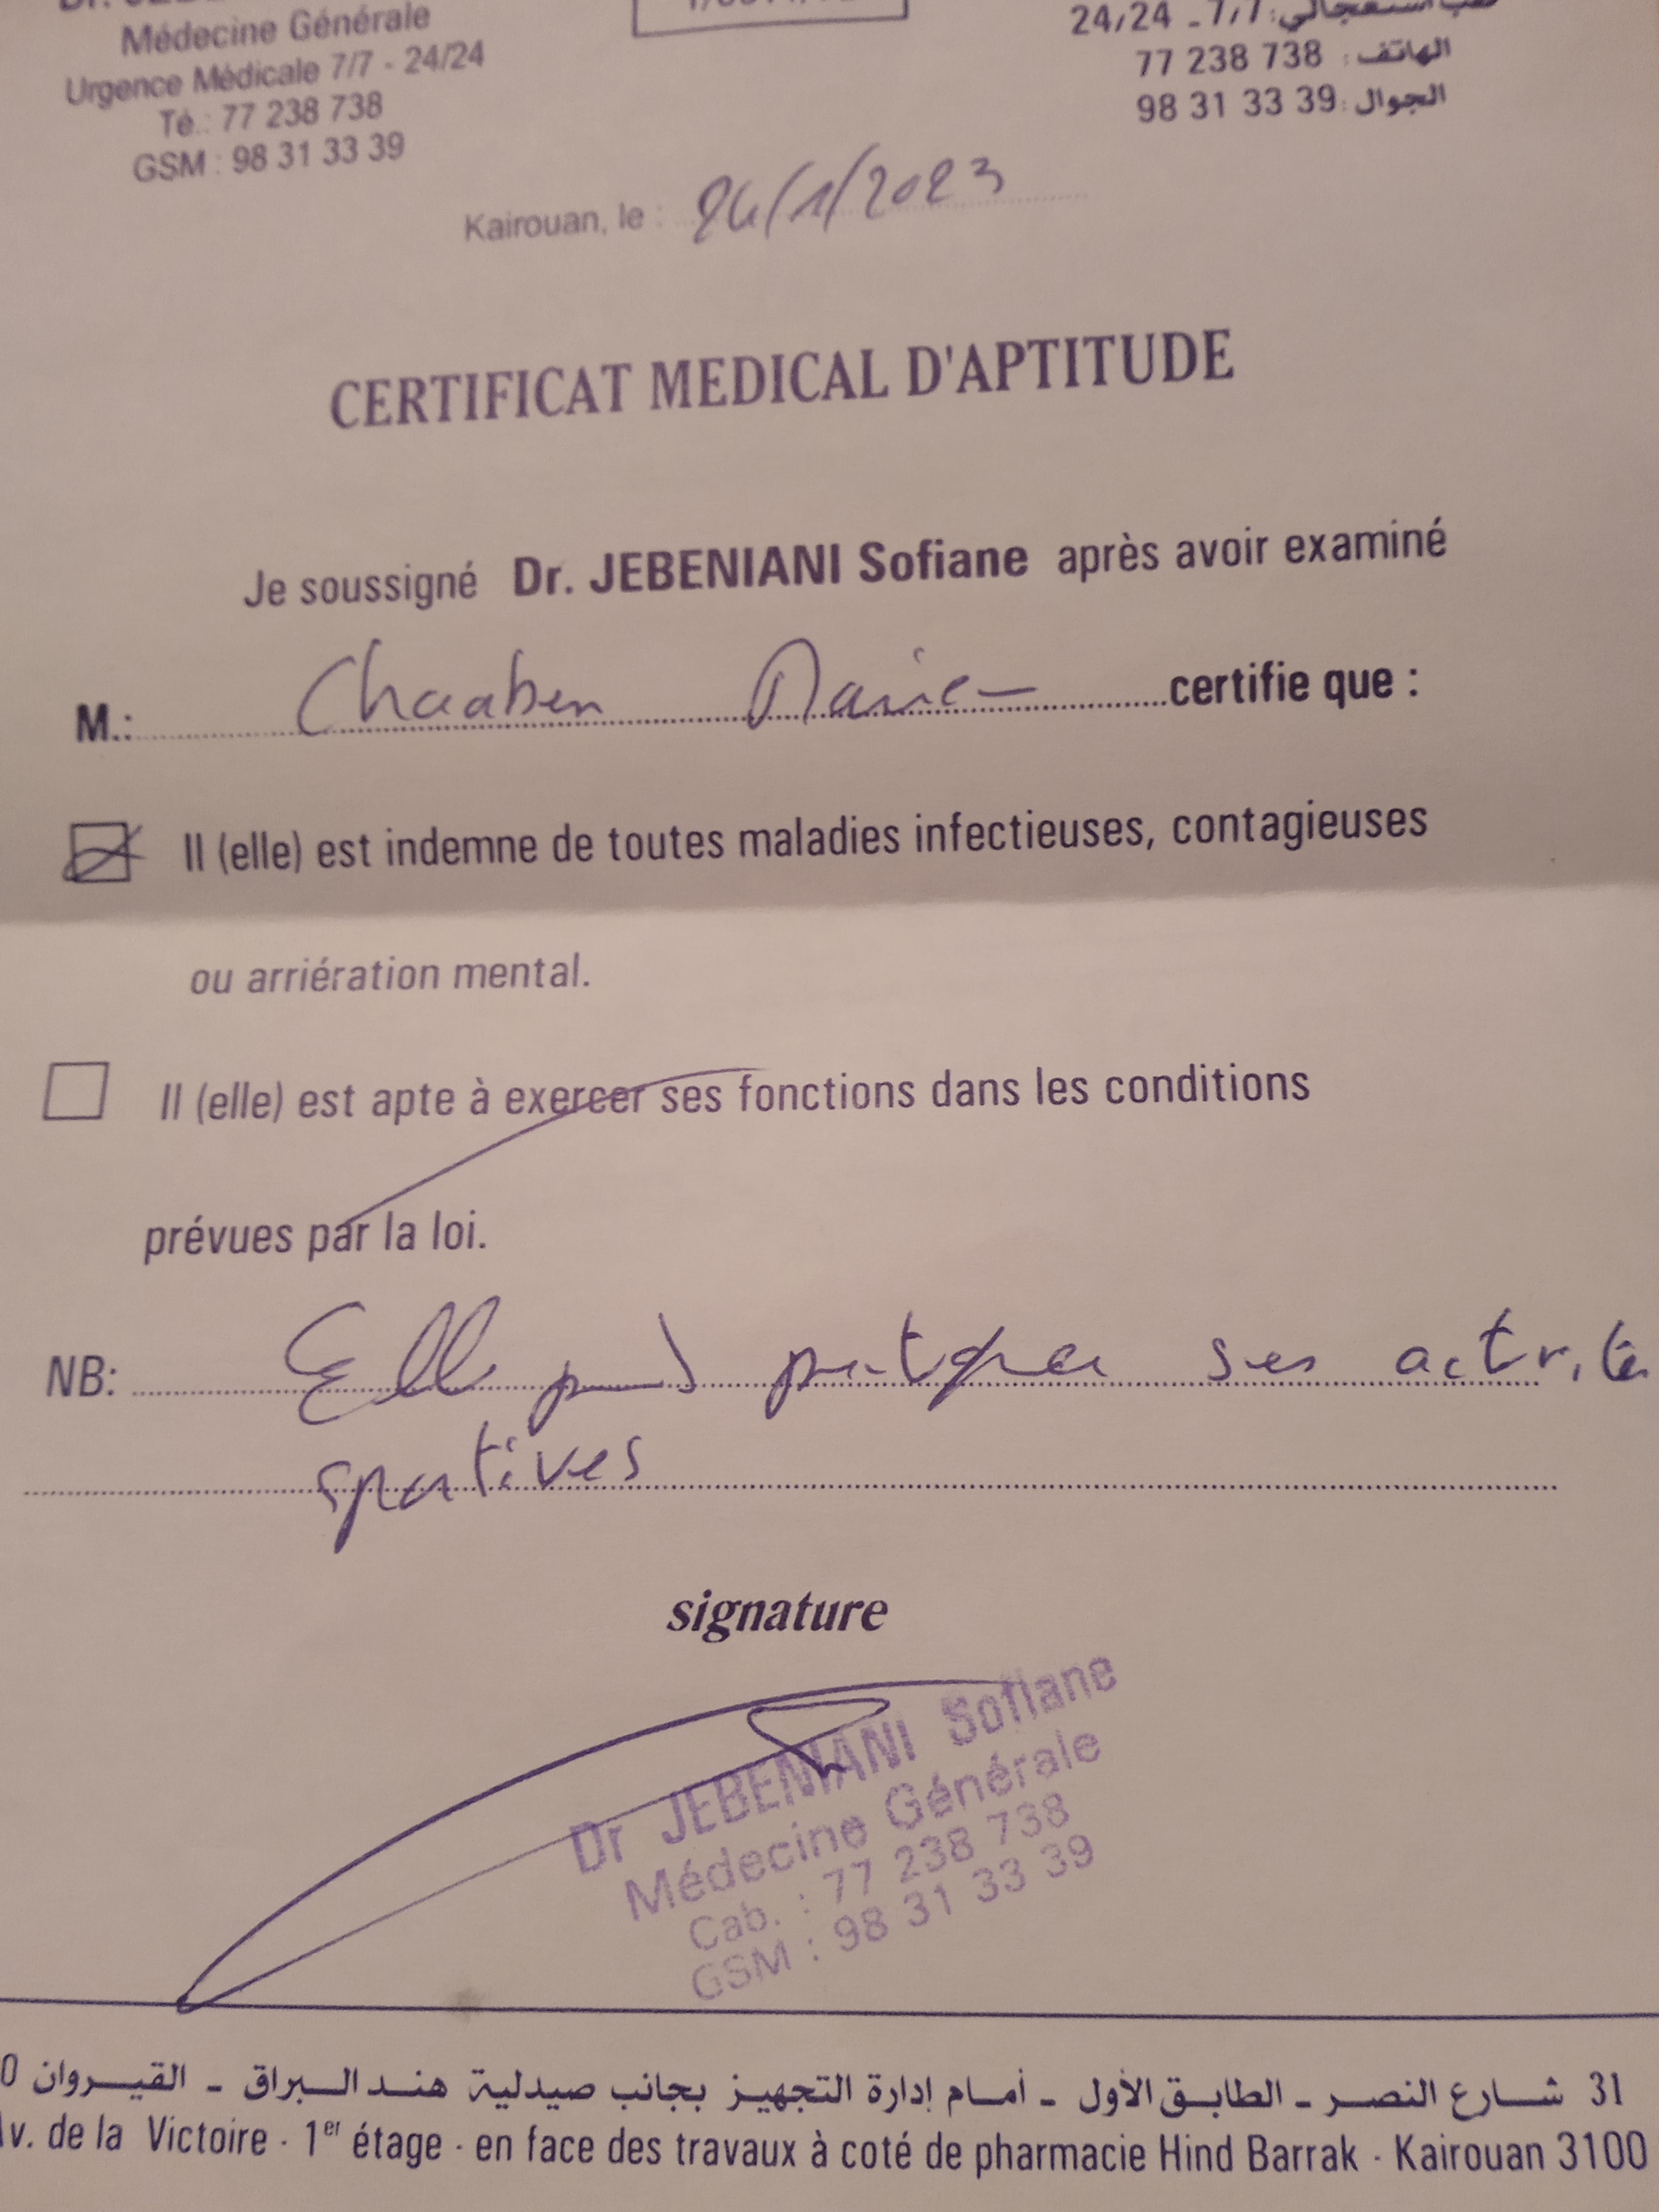 Médecine Générale
Urgence Médicale 7/7 - 24/24
Té.: 77 238 738
GSM : 98 31 33 39
24/24 - 7/7
الهاتف : 77 238 738
الجوال : 98 31 33 39
Kairouan, le : 24/1/2023
CERTIFICAT MEDICAL D'APTITUDE
Je soussigné Dr. JEBENIANI Sofiane après avoir examiné
M.: Chaaben certifie que :
Il (elle) est indemne de toutes maladies infectieuses, contagieuses
ou arriération mental.
Il (elle) est apte à exercer ses fonctions dans les conditions
prévues par la loi.
NB: Elle peut pratiquer ses activités
sportives
signature
Dr JEBENIANI Sofiane
Médecine Générale
Cab. : 77 238 738
GSM : 98 31 33 39
31 شارع النصر - الطابق الأول - أمام إدارة التجهيز بجانب صيدلية هند البراق - القيروان
Av. de la Victoire - 1er étage - en face des travaux à coté de pharmacie Hind Barrak - Kairouan 3100